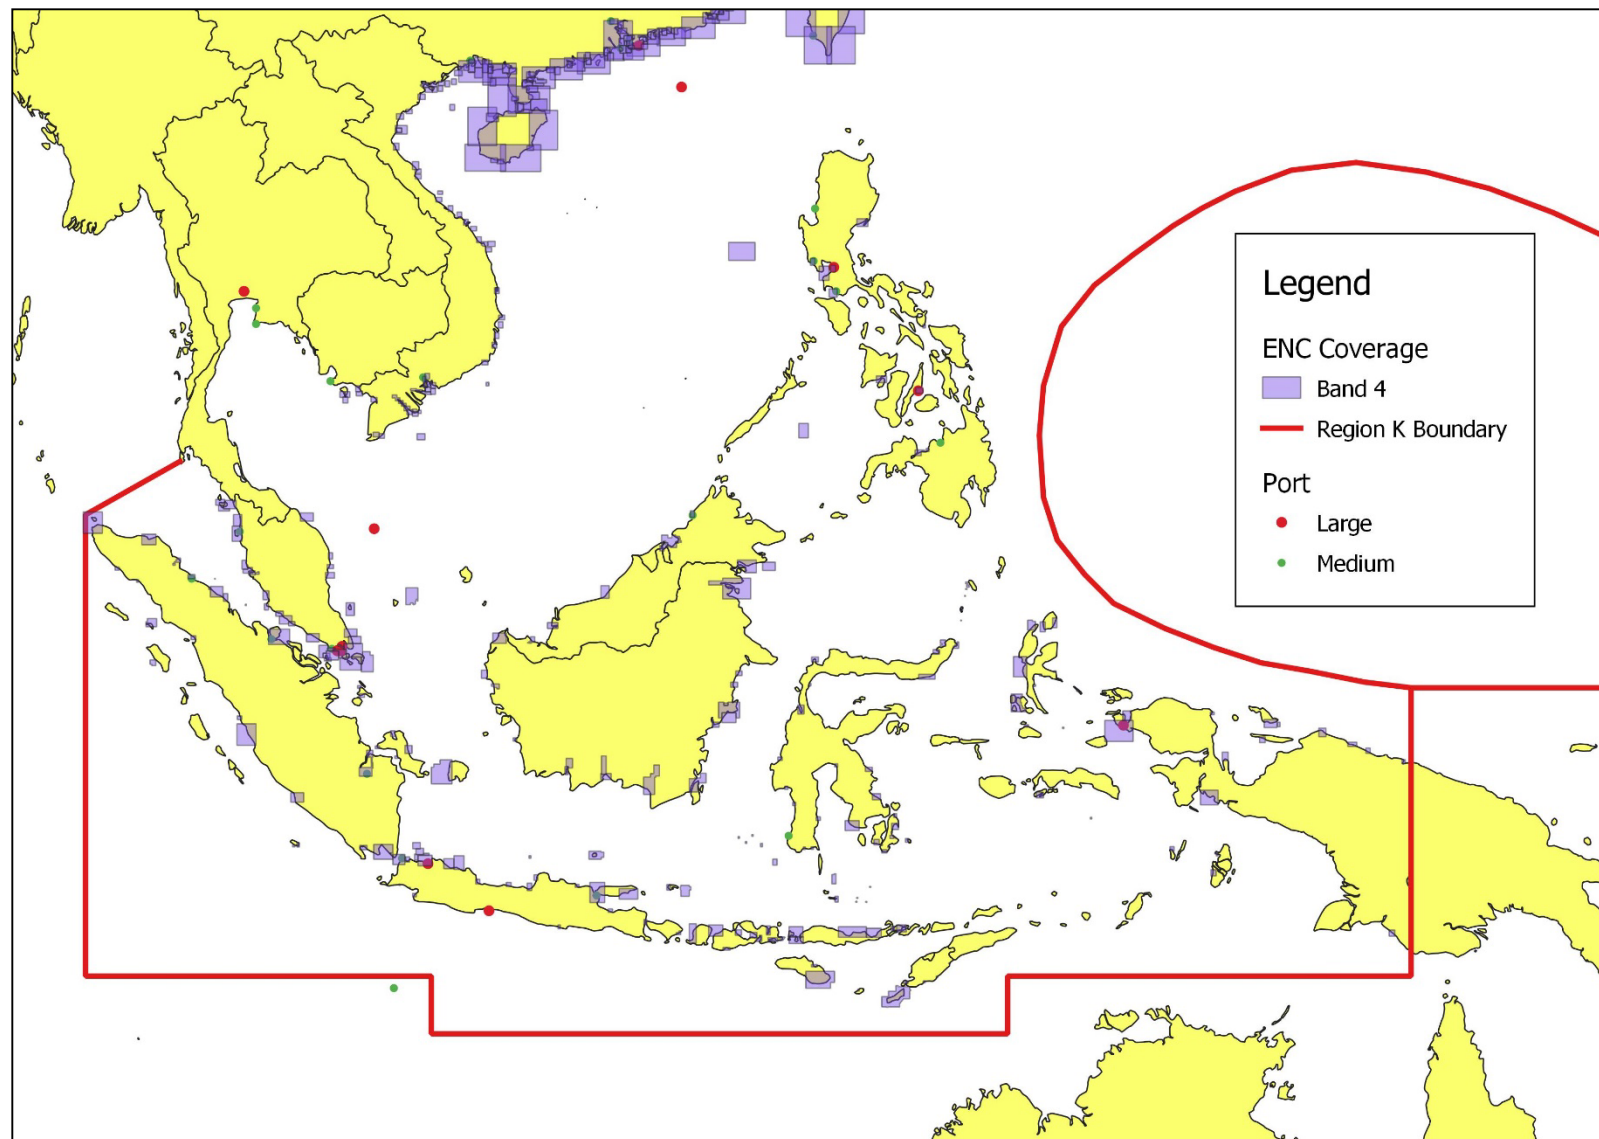 Legend
ENC Coverage
Band 4
Region K Boundary
Port
Large
Medium